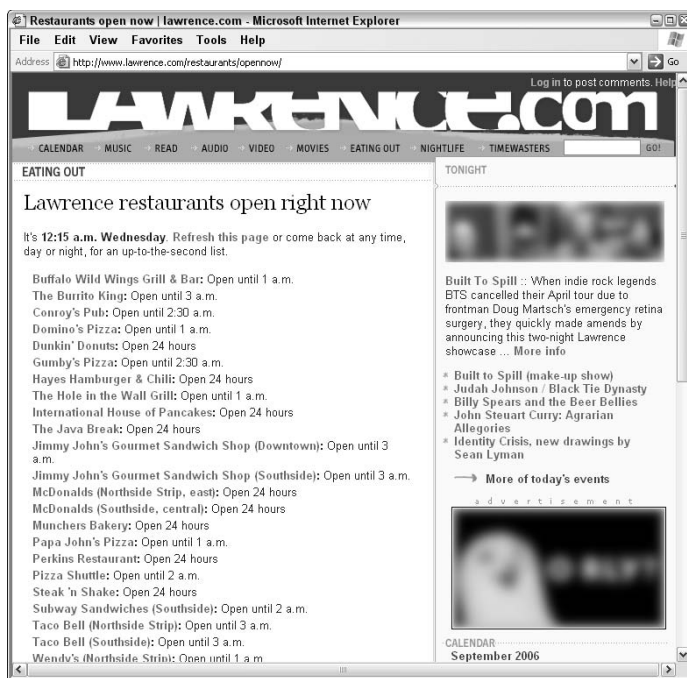 Restaurants open now | lawrence.com - Microsoft Internet Explorer
File Edit View Favorites Tools Help
Address http://www.lawrence.com/restaurants/opennow/ Go
Log in to post comments. Help
LAWRENCE.com
CALENDAR MUSIC READ AUDIO VIDEO MOVIES EATING OUT NIGHTLIFE TIMEWASTERS GO!
EATING OUT
Lawrence restaurants open right now
It's 12:15 a.m. Wednesday. Refresh this page or come back at any time,
day or night, for an up-to-the-second list.
Buffalo Wild Wings Grill & Bar: Open until 1 a.m.
The Burrito King: Open until 3 a.m.
Conroy's Pub: Open until 2:30 a.m.
Domino's Pizza: Open until 1 a.m.
Dunkin' Donuts: Open 24 hours
Gumby's Pizza: Open until 2:30 a.m.
Hayes Hamburger & Chili: Open 24 hours
The Hole in the Wall Grill: Open until 1 a.m.
International House of Pancakes: Open 24 hours
The Java Break: Open 24 hours
Jimmy John's Gourmet Sandwich Shop (Downtown): Open until 3
a.m.
Jimmy John's Gourmet Sandwich Shop (Southside): Open until 3 a.m.
McDonalds (Northside Strip, east): Open 24 hours
McDonalds (Southside, central): Open 24 hours
Munchers Bakery: Open 24 hours
Papa John's Pizza: Open until 1 a.m.
Perkins Restaurant: Open 24 hours
Pizza Shuttle: Open until 2 a.m.
Steak 'n Shake: Open 24 hours
Subway Sandwiches (Southside): Open until 2 a.m.
Taco Bell (Northside Strip): Open until 3 a.m.
Taco Bell (Southside): Open until 3 a.m.
Wendy's (Northside Strip): Open until 1 a.m.
TONIGHT
Built To Spill :: When indie rock legends
BTS cancelled their April tour due to
frontman Doug Martsch's emergency retina
surgery, they quickly made amends by
announcing this two-night Lawrence
showcase ... More info
Built to Spill (make-up show)
Judah Johnson / Black Tie Dynasty
Billy Spears and the Beer Bellies
John Steuart Curry: Agrarian
Allegories
Identity Crisis, new drawings by
Sean Lyman
More of today's events
advertisement
CALENDAR
September 2006